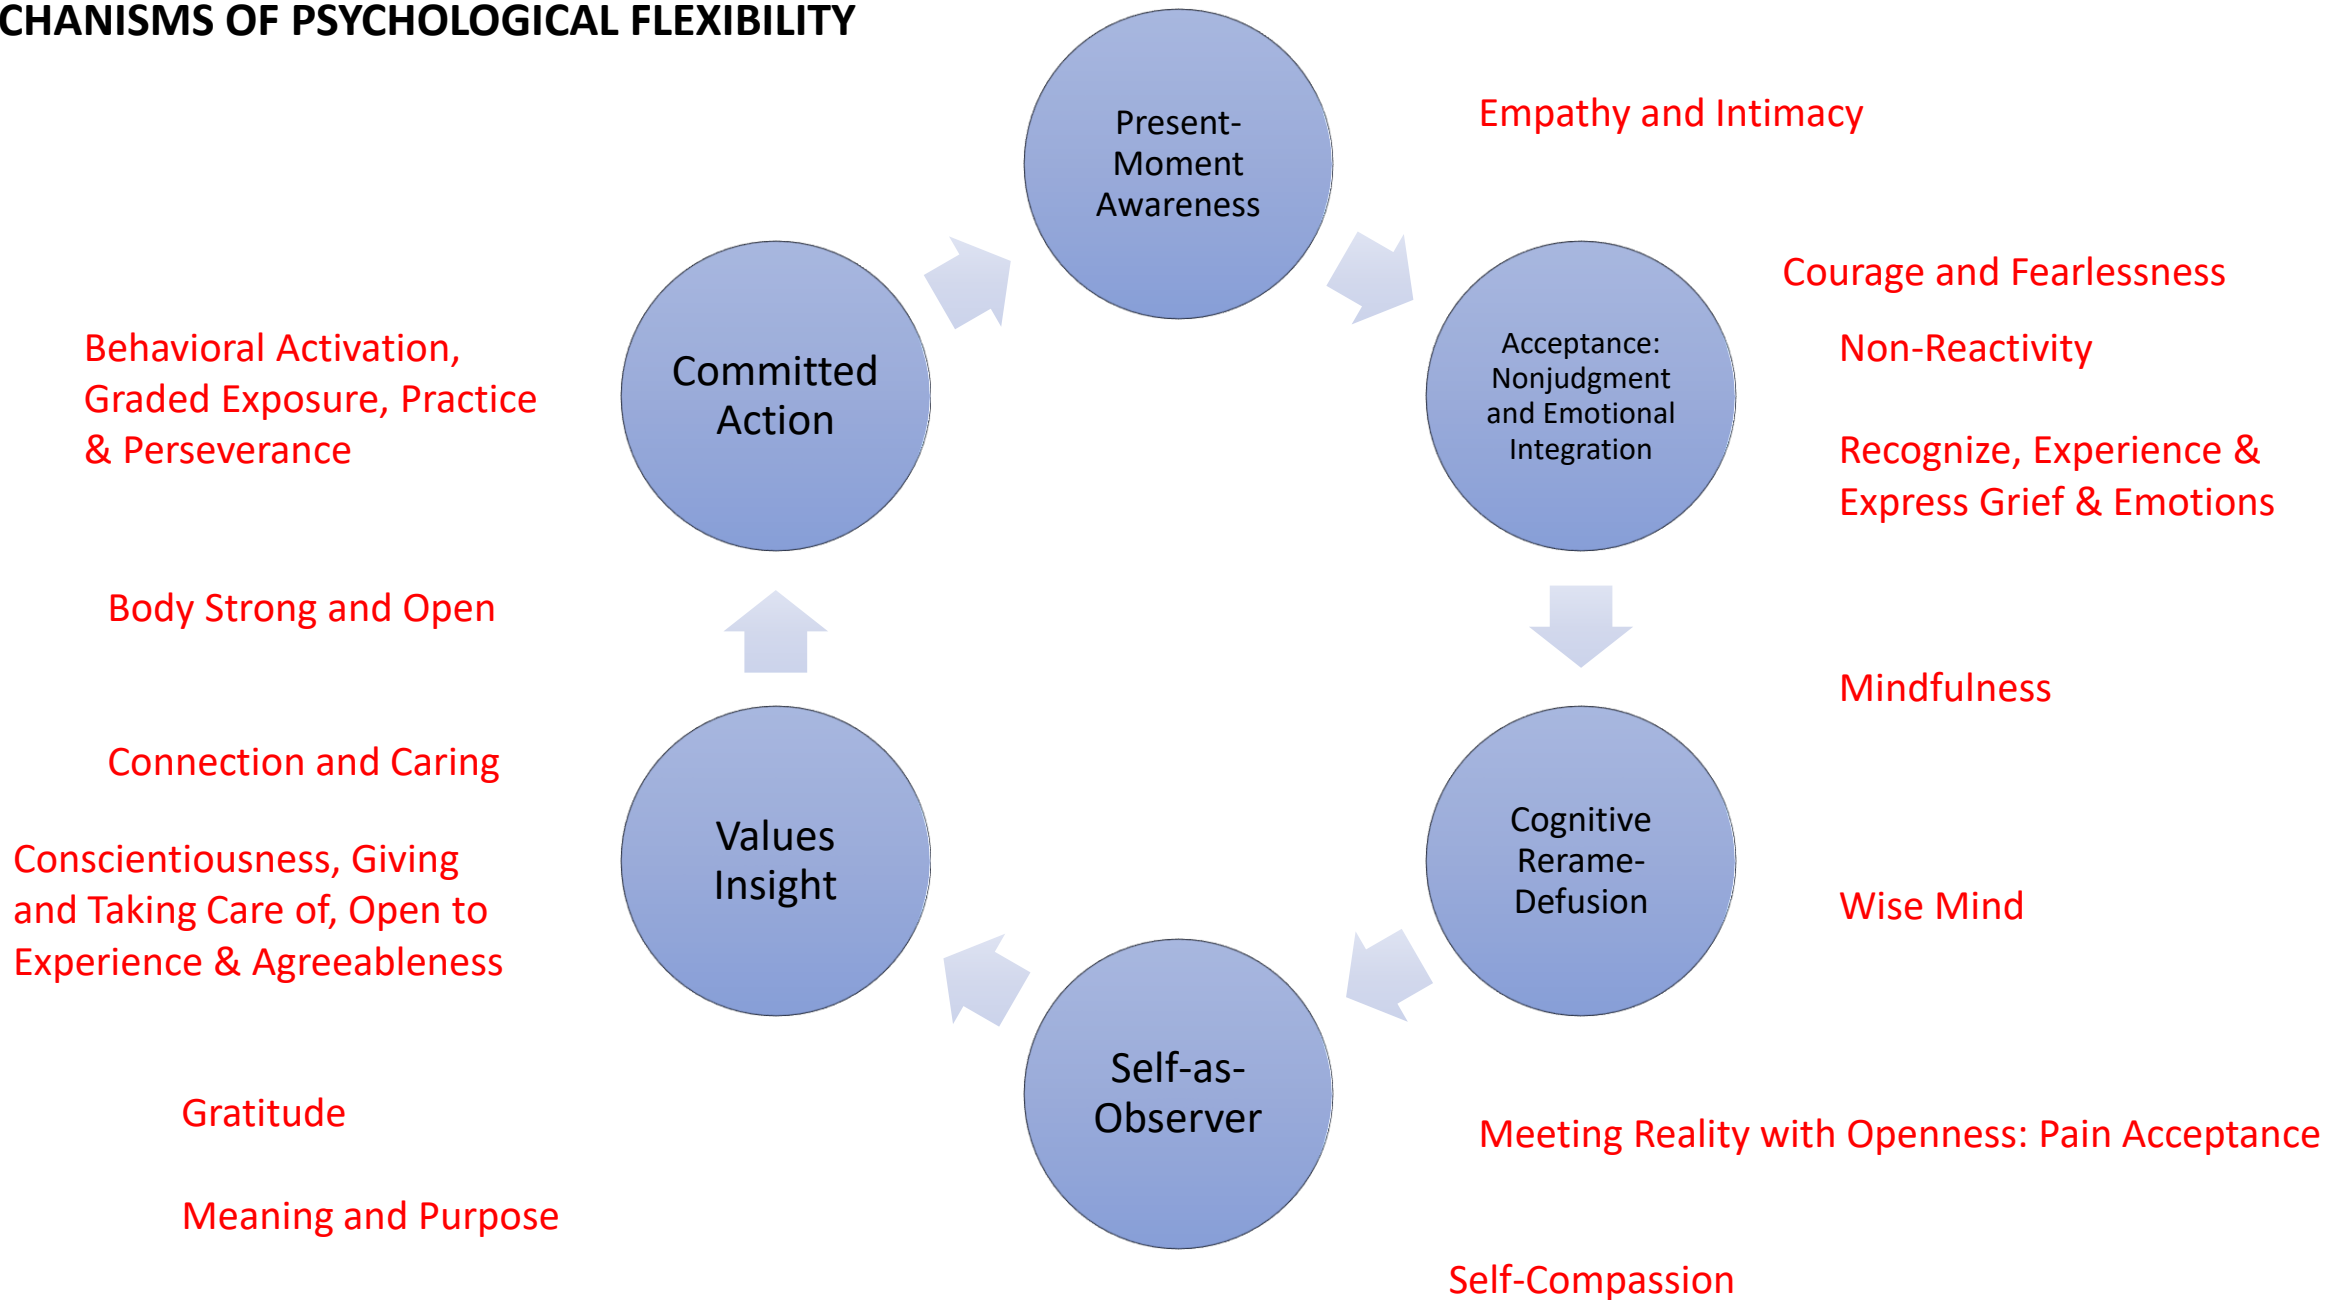 CHANISMS OF PSYCHOLOGICAL FLEXIBILITY
Present-
Moment
Awareness
Empathy and Intimacy
Courage and Fearlessness
Acceptance:
Nonjudgment
and Emotional
Integration
Non-Reactivity
Recognize, Experience &
Express Grief & Emotions
Mindfulness
Cognitive
Rerame-
Defusion
Wise Mind
Meeting Reality with Openness: Pain Acceptance
Self-Compassion
Self-as-
Observer
Meaning and Purpose
Gratitude
Values
Insight
Conscientiousness, Giving
and Taking Care of, Open to
Experience & Agreeableness
Connection and Caring
Body Strong and Open
Committed
Action
Behavioral Activation,
Graded Exposure, Practice
& Perseverance